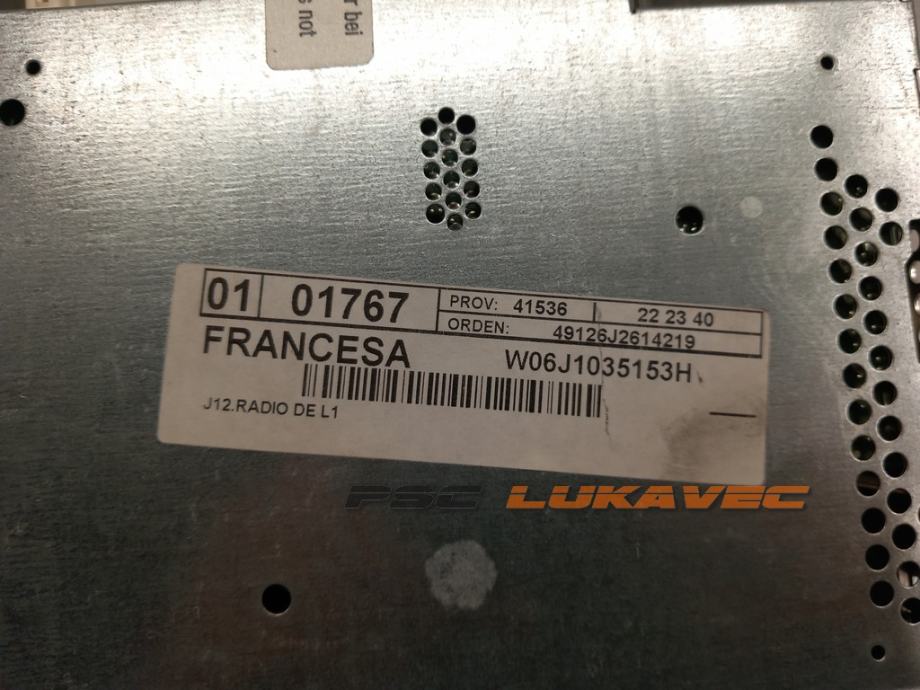 r bei
s not
01 01767 PROV: 41536 22 23 40
ORDEN: 49126J2614219
FRANCESA W06J1035153H
J12.RADIO DE L1
PSC LUKAVEC